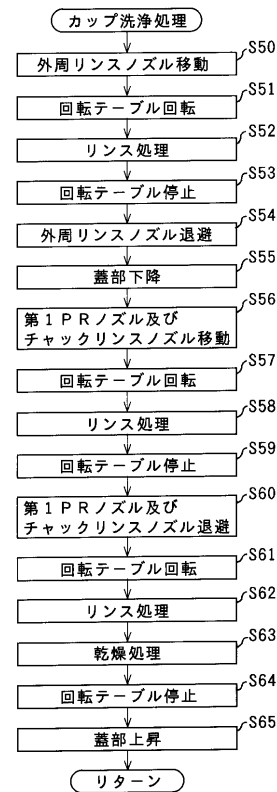 カップ洗浄処理
S50
外周リンスノズル移動
S51
回転テーブル回転
S52
リンス処理
S53
回転テーブル停止
S54
外周リンスノズル退避
S55
蓋部下降
S56
第1PRノズル及び
チャックリンスノズル移動
S57
回転テーブル回転
S58
リンス処理
S59
回転テーブル停止
S60
第1PRノズル及び
チャックリンスノズル退避
S61
回転テーブル回転
S62
リンス処理
S63
乾燥処理
S64
回転テーブル停止
S65
蓋部上昇
リターン